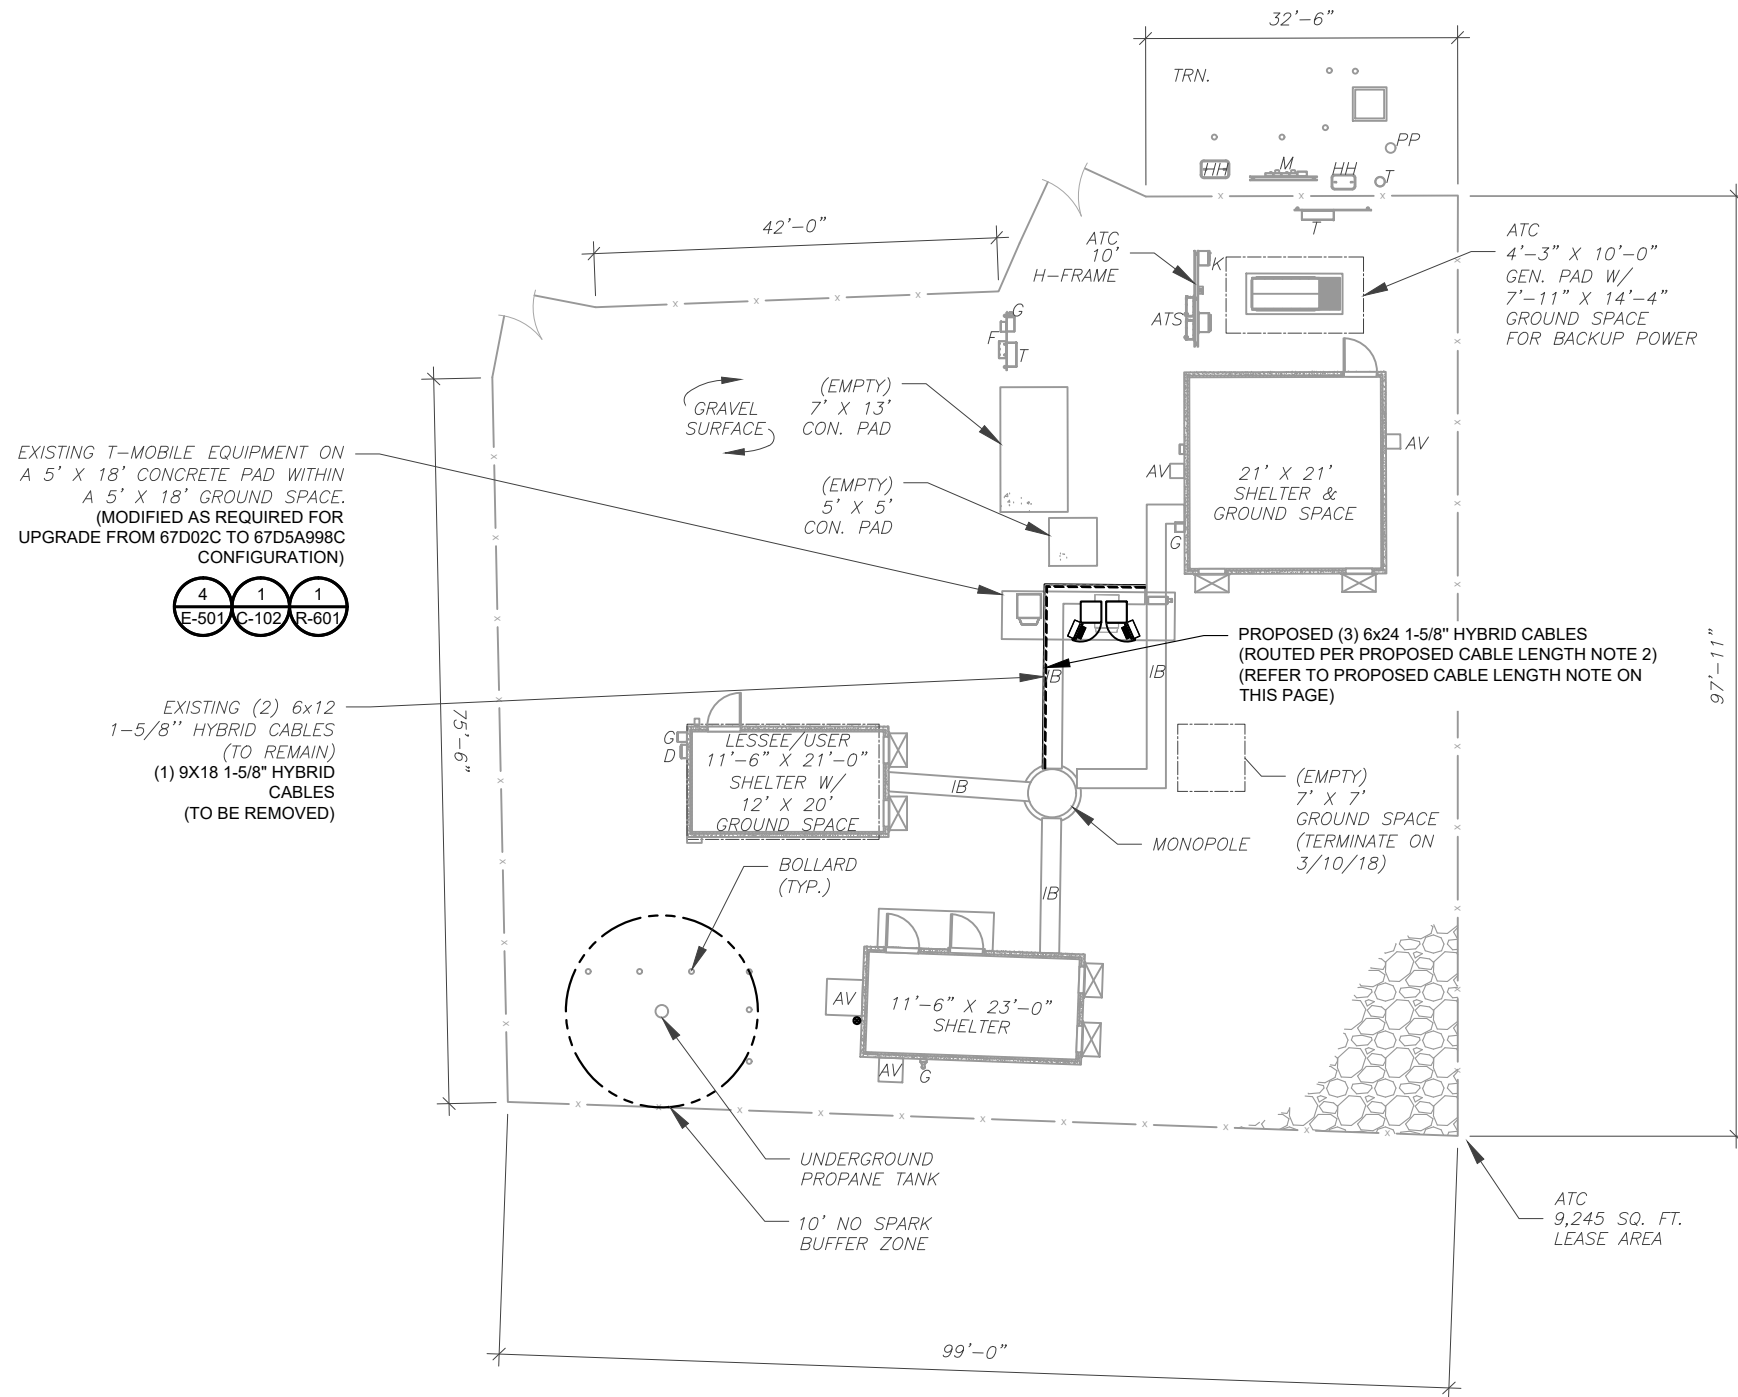 32'-6"
TRN.
PP
HH
M
HH
T
T
42'-0"
ATC
10'
H-FRAME
K
ATS
ATC
4'-3" X 10'-0"
GEN. PAD W/
7'-11" X 14'-4"
GROUND SPACE
FOR BACKUP POWER
G
F
T
(EMPTY)
7' X 13'
CON. PAD
GRAVEL
SURFACE
EXISTING T-MOBILE EQUIPMENT ON
A 5' X 18' CONCRETE PAD WITHIN
A 5' X 18' GROUND SPACE.
(MODIFIED AS REQUIRED FOR
UPGRADE FROM 67D02C TO 67D5A998C
CONFIGURATION)
4
E-501
1
C-102
1
R-601
(EMPTY)
5' X 5'
CON. PAD
AV
AV
21' X 21'
SHELTER &
GROUND SPACE
G
PROPOSED (3) 6x24 1-5/8" HYBRID CABLES
(ROUTED PER PROPOSED CABLE LENGTH NOTE 2)
(REFER TO PROPOSED CABLE LENGTH NOTE ON
THIS PAGE)
97'-11"
IB
IB
EXISTING (2) 6x12
1-5/8'' HYBRID CABLES
(TO REMAIN)
(1) 9X18 1-5/8" HYBRID
CABLES
(TO BE REMOVED)
75'-6"
G
D
LESSEE/USER
11'-6" X 21'-0"
SHELTER W/
12' X 20'
GROUND SPACE
IB
(EMPTY)
7' X 7'
GROUND SPACE
(TERMINATE ON
3/10/18)
MONOPOLE
BOLLARD
(TYP.)
IB
AV
11'-6" X 23'-0"
SHELTER
AV
G
UNDERGROUND
PROPANE TANK
10' NO SPARK
BUFFER ZONE
ATC
9,245 SQ. FT.
LEASE AREA
99'-0"